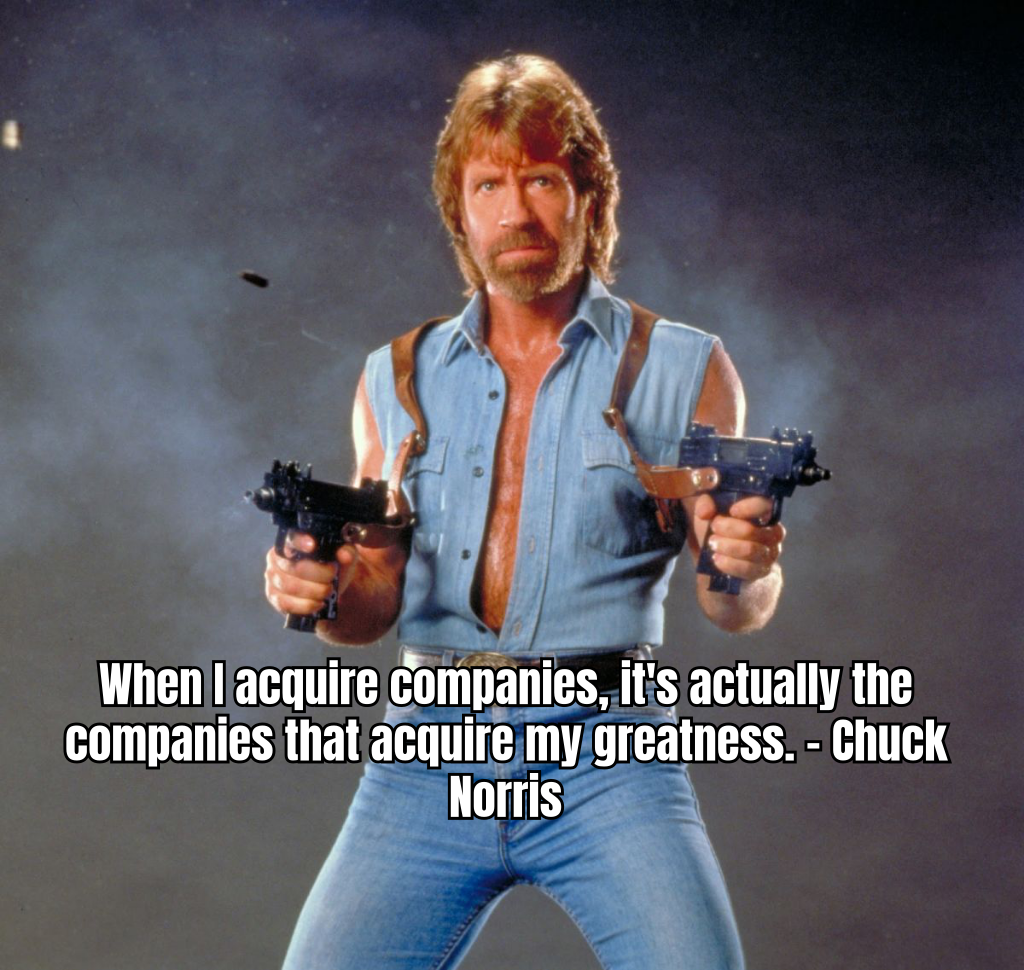 When I acquire companies, it's actually the
companies that acquire my greatness. - Chuck
Norris